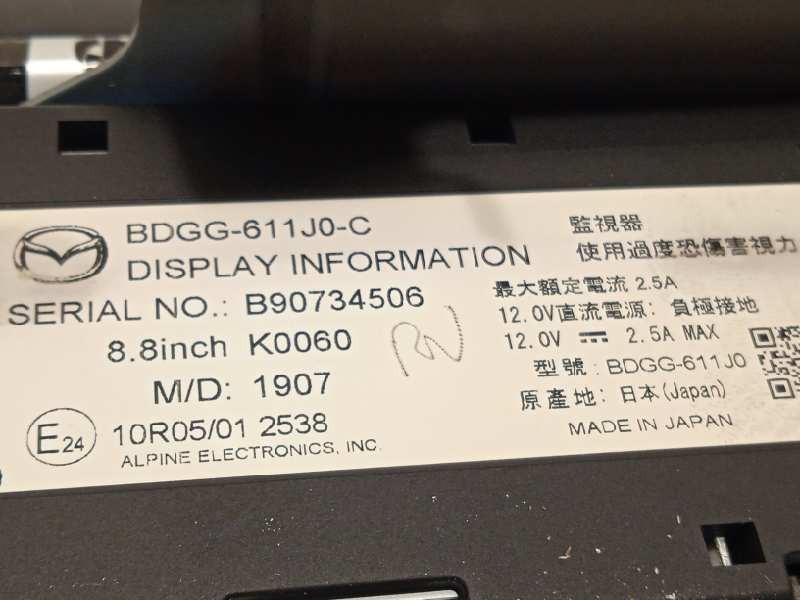 BDGG-611J0-C
DISPLAY INFORMATION
SERIAL NO.: B90734506
8.8inch K0060
M/D: 1907
E24 10R05/01 2538
ALPINE ELECTRONICS, INC.
RN
監視器
使用過度恐傷害視力
最大額定電流 2.5A
12.0V直流電源: 負極接地
12.0V ⎓ 2.5A MAX
型號: BDGG-611J0
原產地: 日本(Japan)
MADE IN JAPAN